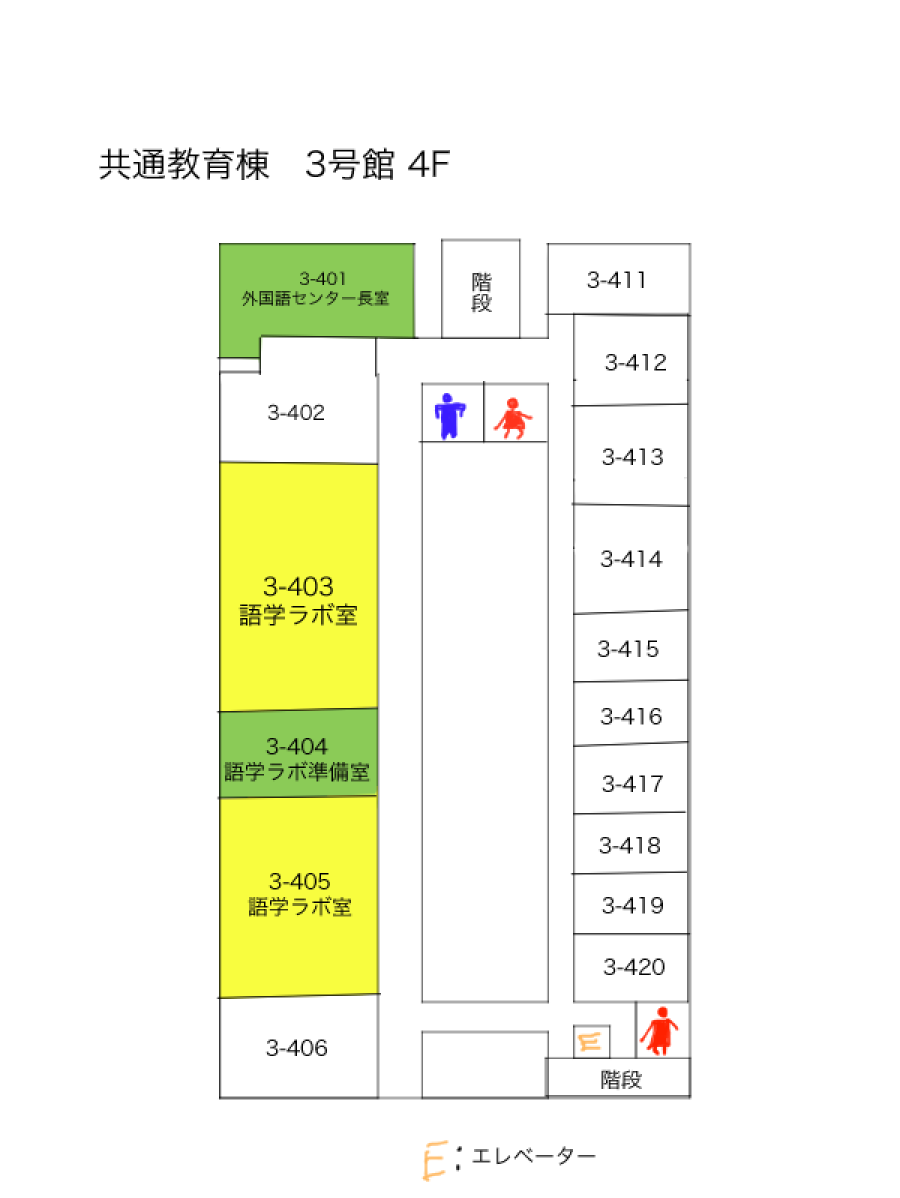 共通教育棟　3号館 4F
3-401
外国語センター長室
階
段
3-411
3-412
3-402
3-413
3-403
語学ラボ室
3-414
3-415
3-404
語学ラボ準備室
3-416
3-417
3-405
語学ラボ室
3-418
3-419
3-420
3-406
E
階段
E:エレベーター